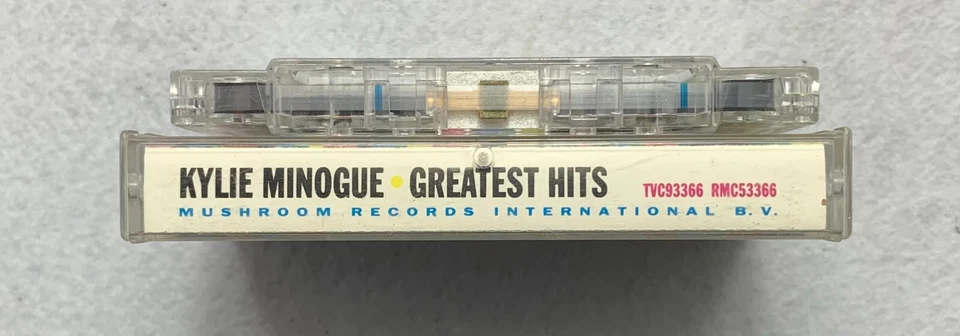 KYLIE MINOGUE • GREATEST HITS TVC93366 RMC53366
MUSHROOM RECORDS INTERNATIONAL B.V.